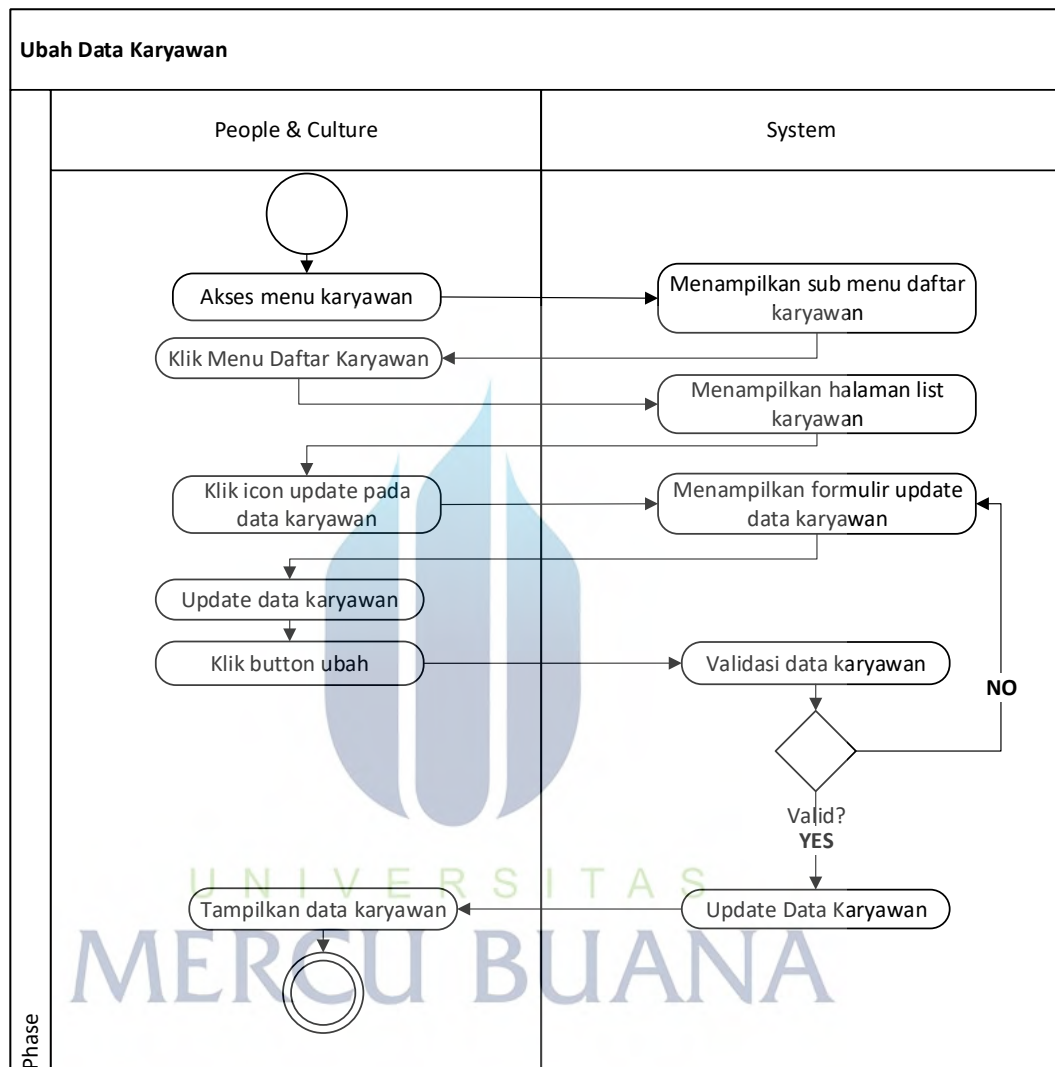 Ubah Data Karyawan
People & Culture
System
Akses menu karyawan
Menampilkan sub menu daftar
karyawan
Klik Menu Daftar Karyawan
Menampilkan halaman list
karyawan
Klik icon update pada
data karyawan
Menampilkan formulir update
data karyawan
Update data karyawan
Klik button ubah
Validasi data karyawan
NO
Valid?
YES
UNIVERSITAS
Tampilkan data karyawan
Update Data Karyawan
MERCU BUANA
Phase